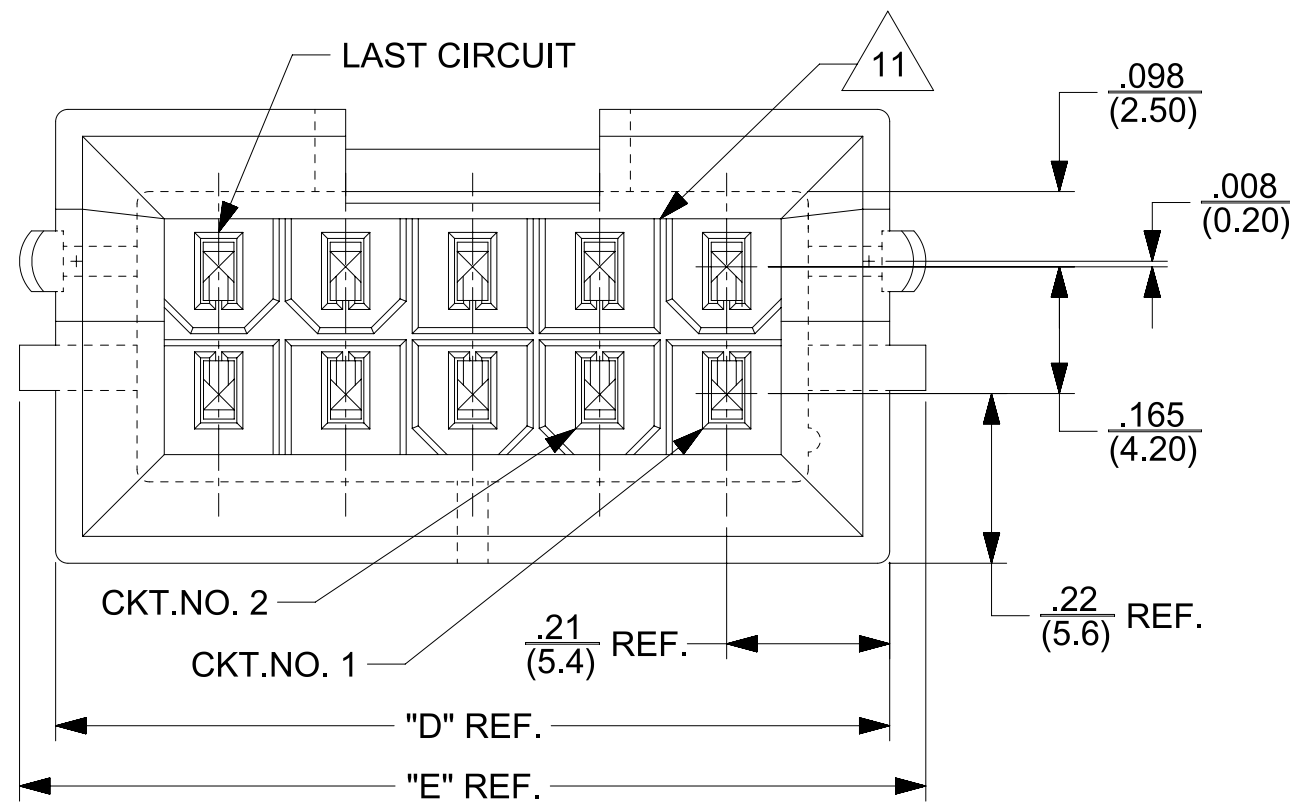 LAST CIRCUIT
11
.098
(2.50)
.008
(0.20)
.165
(4.20)
CKT.NO. 2
CKT.NO. 1
.21
(5.4) REF.
.22
(5.6) REF.
"D" REF.
"E" REF.